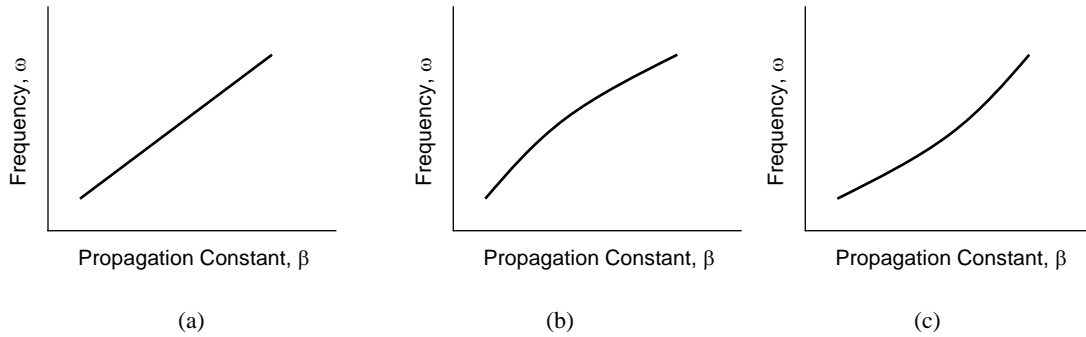 Frequency, ω
Propagation Constant, β
(a)
Frequency, ω
Propagation Constant, β
(b)
Frequency, ω
Propagation Constant, β
(c)